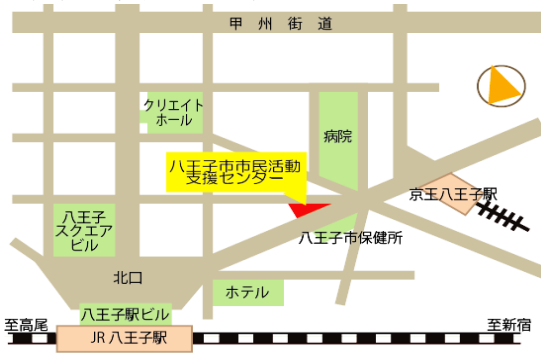 甲州街道
クリエイト
ホール
病院
八王子市市民活動
支援センター
京王八王子駅
八王子
スクエア
ビル
八王子市保健所
北口
ホテル
八王子駅ビル
至高尾
至新宿
JR八王子駅